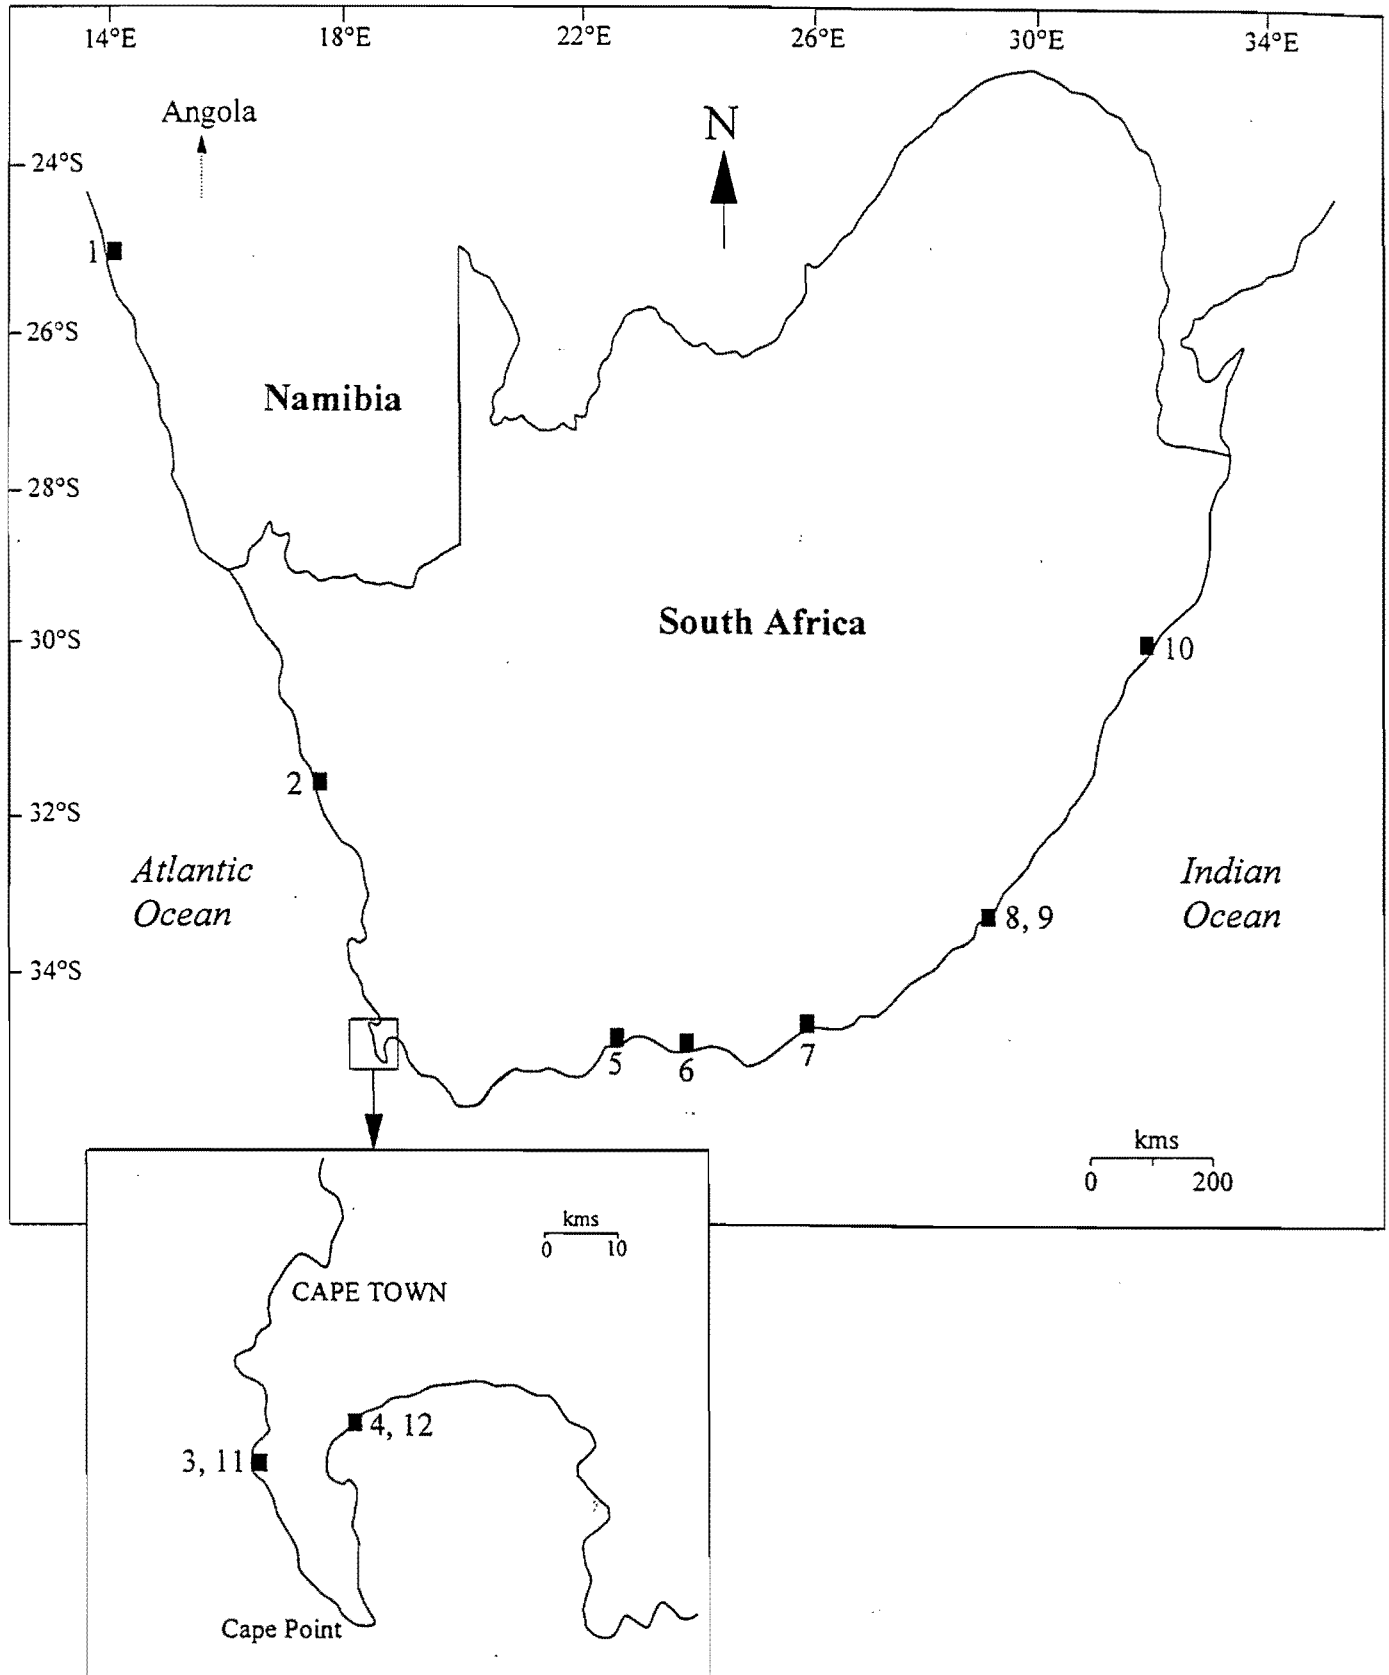 14°E 18°E 22°E 26°E 30°E 34°E
Angola
N
24°S
1
26°S
Namibia
28°S
South Africa
30°S
10
2
32°S
Atlantic
Ocean
Indian
Ocean
8, 9
34°S
5
6
7
kms
0 200
kms
0 10
CAPE TOWN
4, 12
3, 11
Cape Point